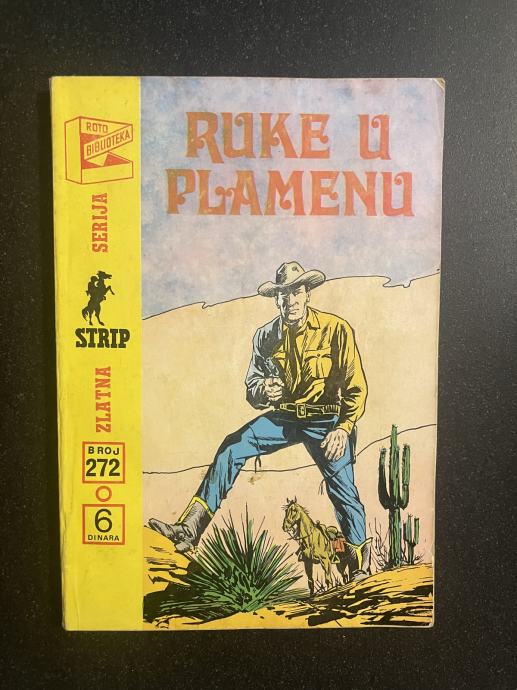 ROTO
BIBLIOTEKA
ZLATNA STRIP SERIJA
BROJ
272
6
DINARA
RUKE U
PLAMENU